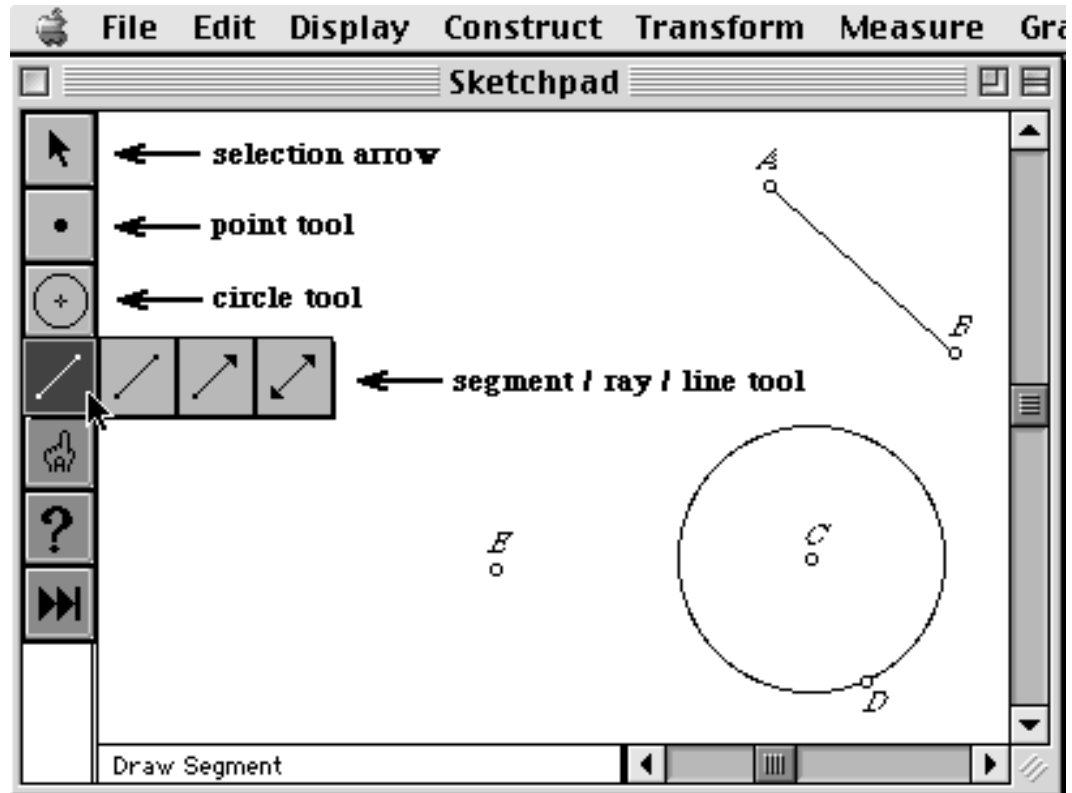 File Edit Display Construct Transform Measure Gra
Sketchpad
selection arrow
A
point tool
circle tool
B
segment / ray / line tool
A
?
E
C
D
Draw Segment